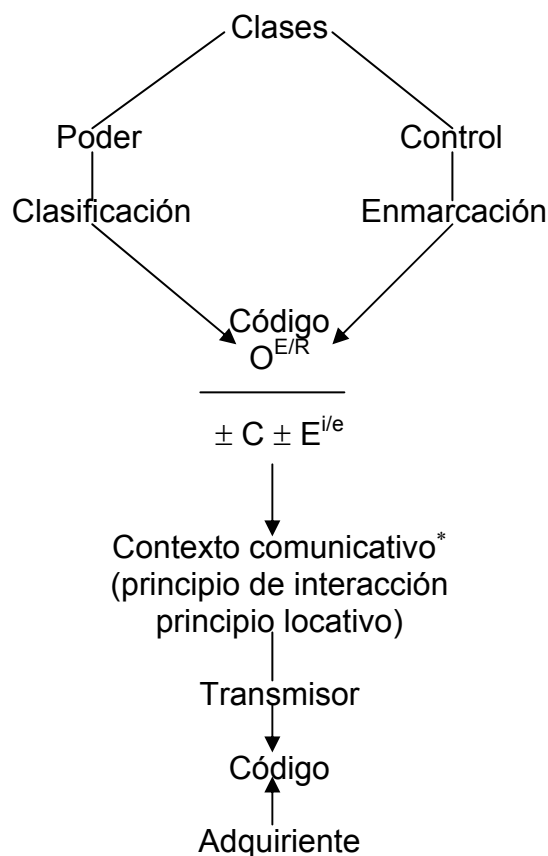 Clases
Poder
Control
Clasificación
Enmarcación
Código
O^E/R
± C ± E^i/e
Contexto comunicativo*
(principio de interacción
principio locativo)
Transmisor
Código
Adquiriente